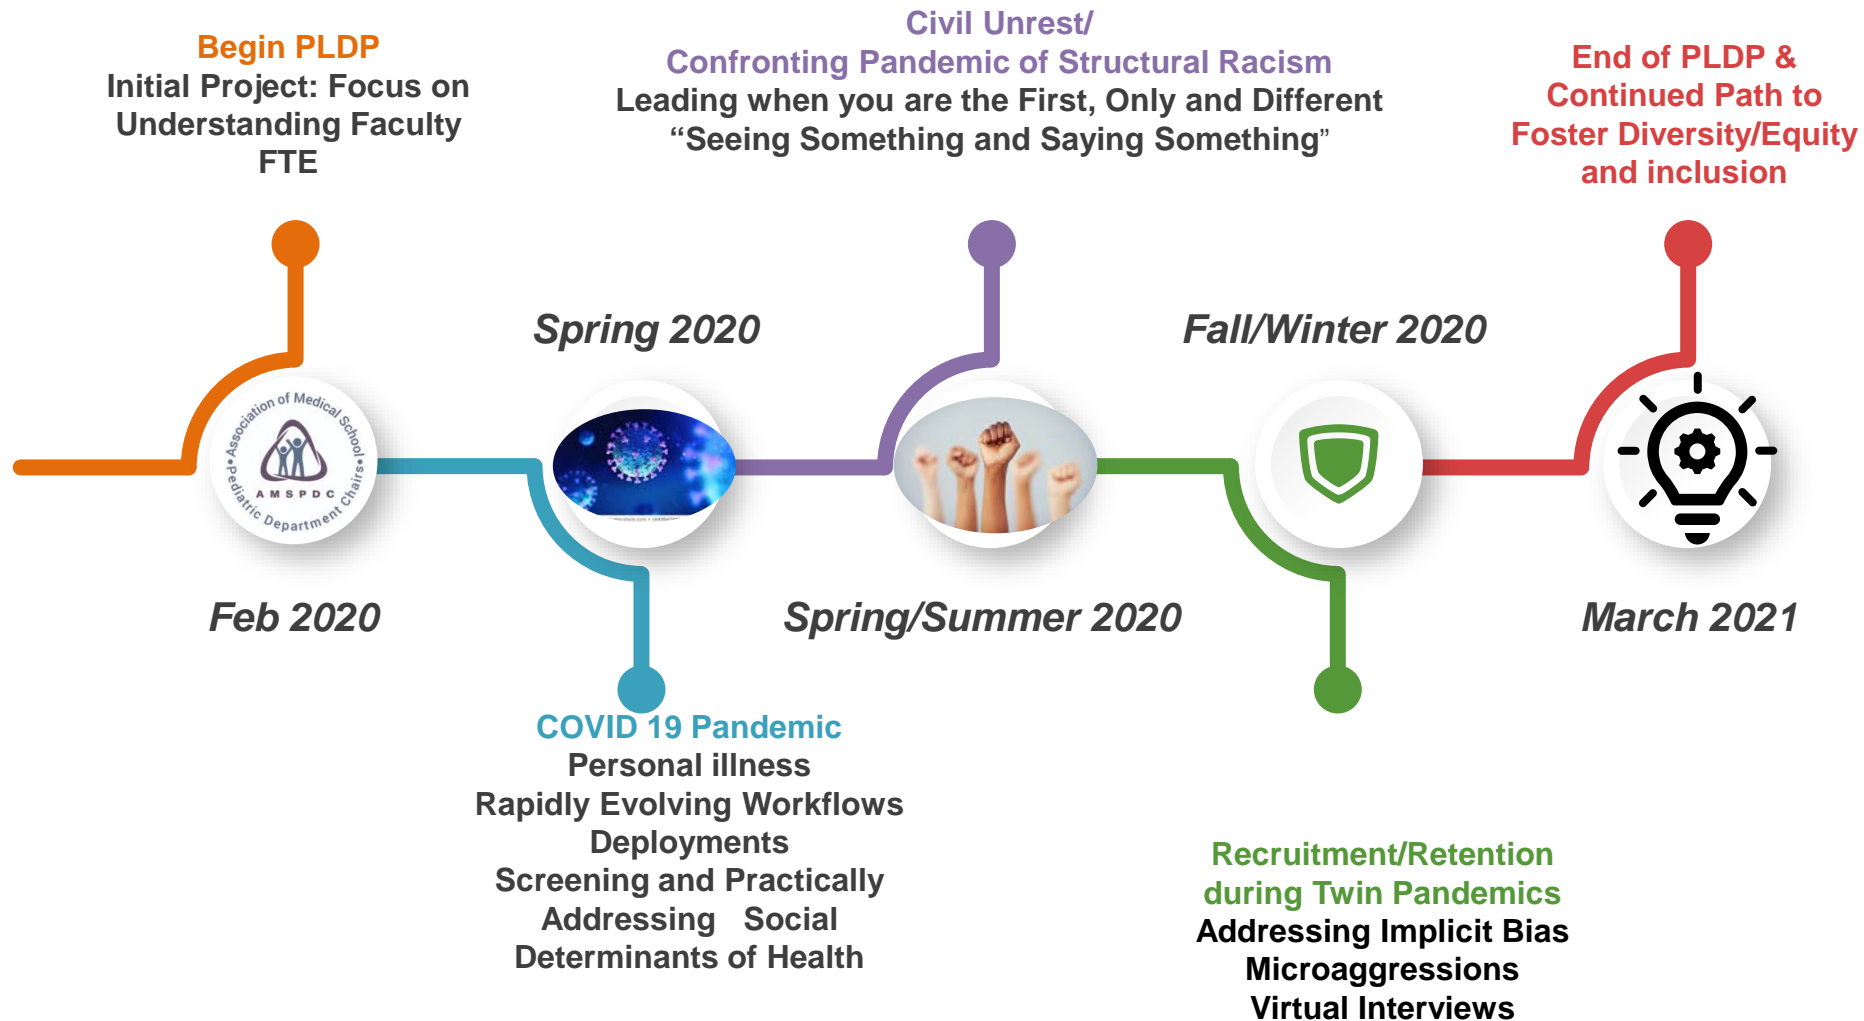 Begin PLDP
Initial Project: Focus on
Understanding Faculty
FTE
Civil Unrest/
Confronting Pandemic of Structural Racism
Leading when you are the First, Only and Different
“Seeing Something and Saying Something”
End of PLDP &
Continued Path to
Foster Diversity/Equity
and inclusion
Spring 2020
Fall/Winter 2020
Association of Medical School
Pediatric Department Chairs
AMSPDC
Feb 2020
Spring/Summer 2020
March 2021
COVID 19 Pandemic
Personal illness
Rapidly Evolving Workflows
Deployments
Screening and Practically
Addressing Social
Determinants of Health
Recruitment/Retention
during Twin Pandemics
Addressing Implicit Bias
Microaggressions
Virtual Interviews